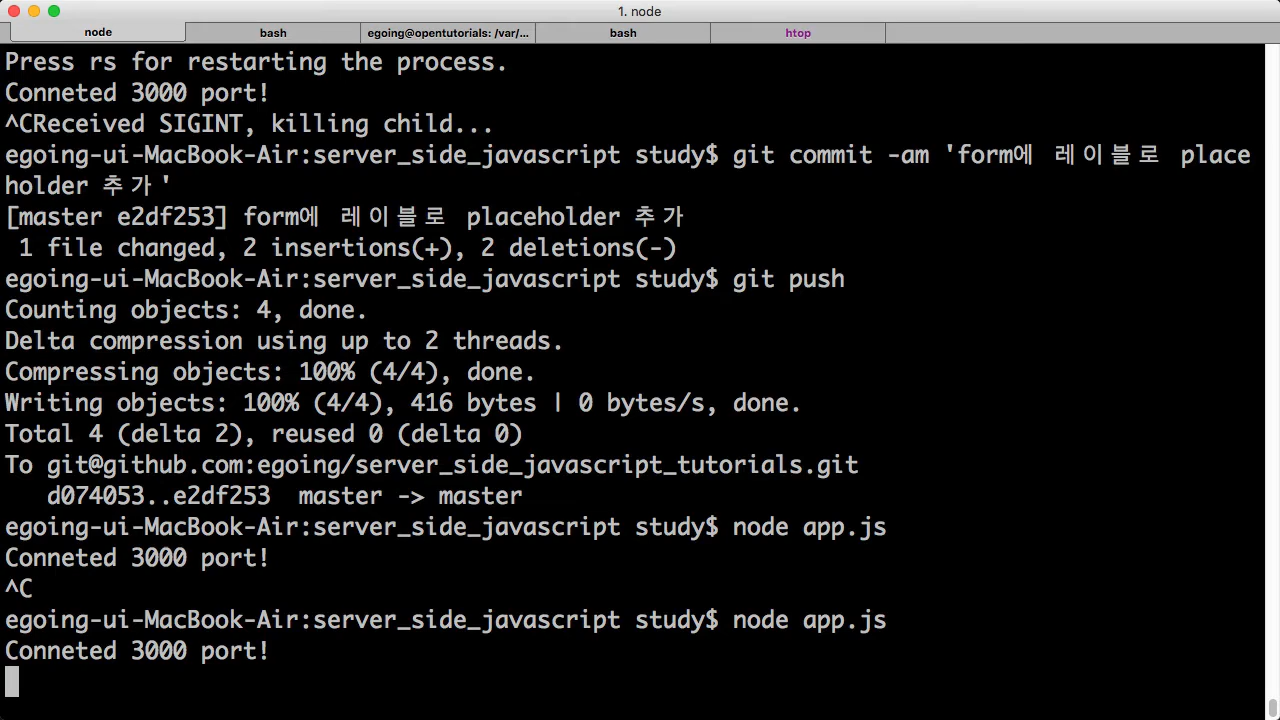 1. node
node bash egoing@opentutorials: /var/... bash htop
Press rs for restarting the process.
Conneted 3000 port!
^CReceived SIGINT, killing child...
egoing-ui-MacBook-Air:server_side_javascript study$ git commit -am 'form에 레이블로 place
holder 추가'
[master e2df253] form에 레이블로 placeholder 추가
1 file changed, 2 insertions(+), 2 deletions(-)
egoing-ui-MacBook-Air:server_side_javascript study$ git push
Counting objects: 4, done.
Delta compression using up to 2 threads.
Compressing objects: 100% (4/4), done.
Writing objects: 100% (4/4), 416 bytes | 0 bytes/s, done.
Total 4 (delta 2), reused 0 (delta 0)
To git@github.com:egoing/server_side_javascript_tutorials.git
d074053..e2df253  master -> master
egoing-ui-MacBook-Air:server_side_javascript study$ node app.js
Conneted 3000 port!
^C
egoing-ui-MacBook-Air:server_side_javascript study$ node app.js
Conneted 3000 port!